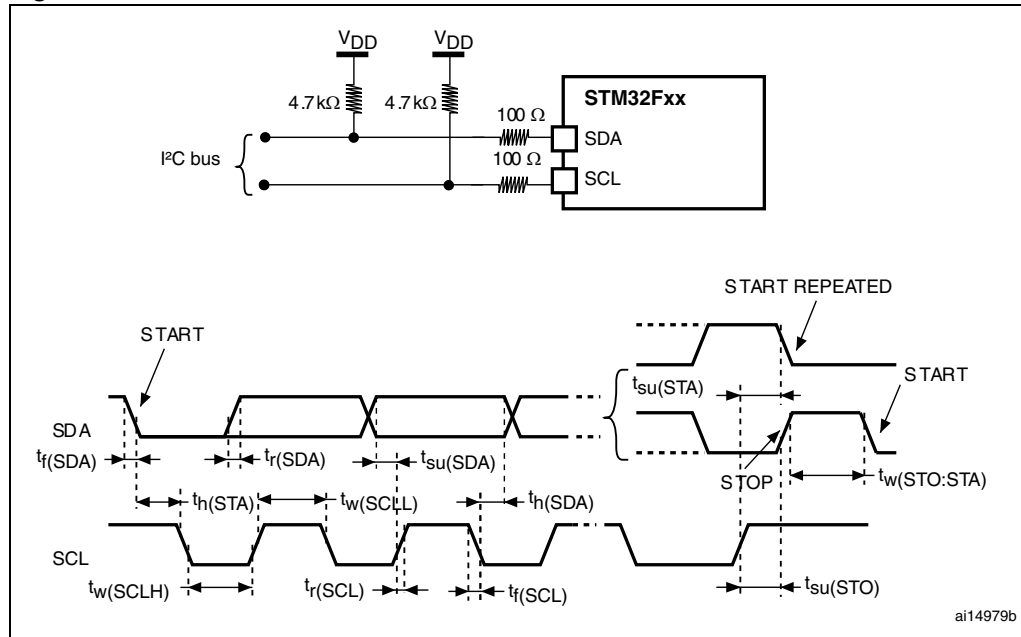 VDD VDD
4.7kΩ 4.7kΩ
STM32Fxx
100 Ω
SDA
I²C bus
100 Ω
SCL
START REPEATED
START
tsu(STA)
START
SDA
tf(SDA)
tr(SDA)
tsu(SDA)
STOP
tw(STO:STA)
th(STA)
tw(SCLL)
th(SDA)
SCL
tw(SCLH)
tr(SCL)
tf(SCL)
tsu(STO)
ai14979b